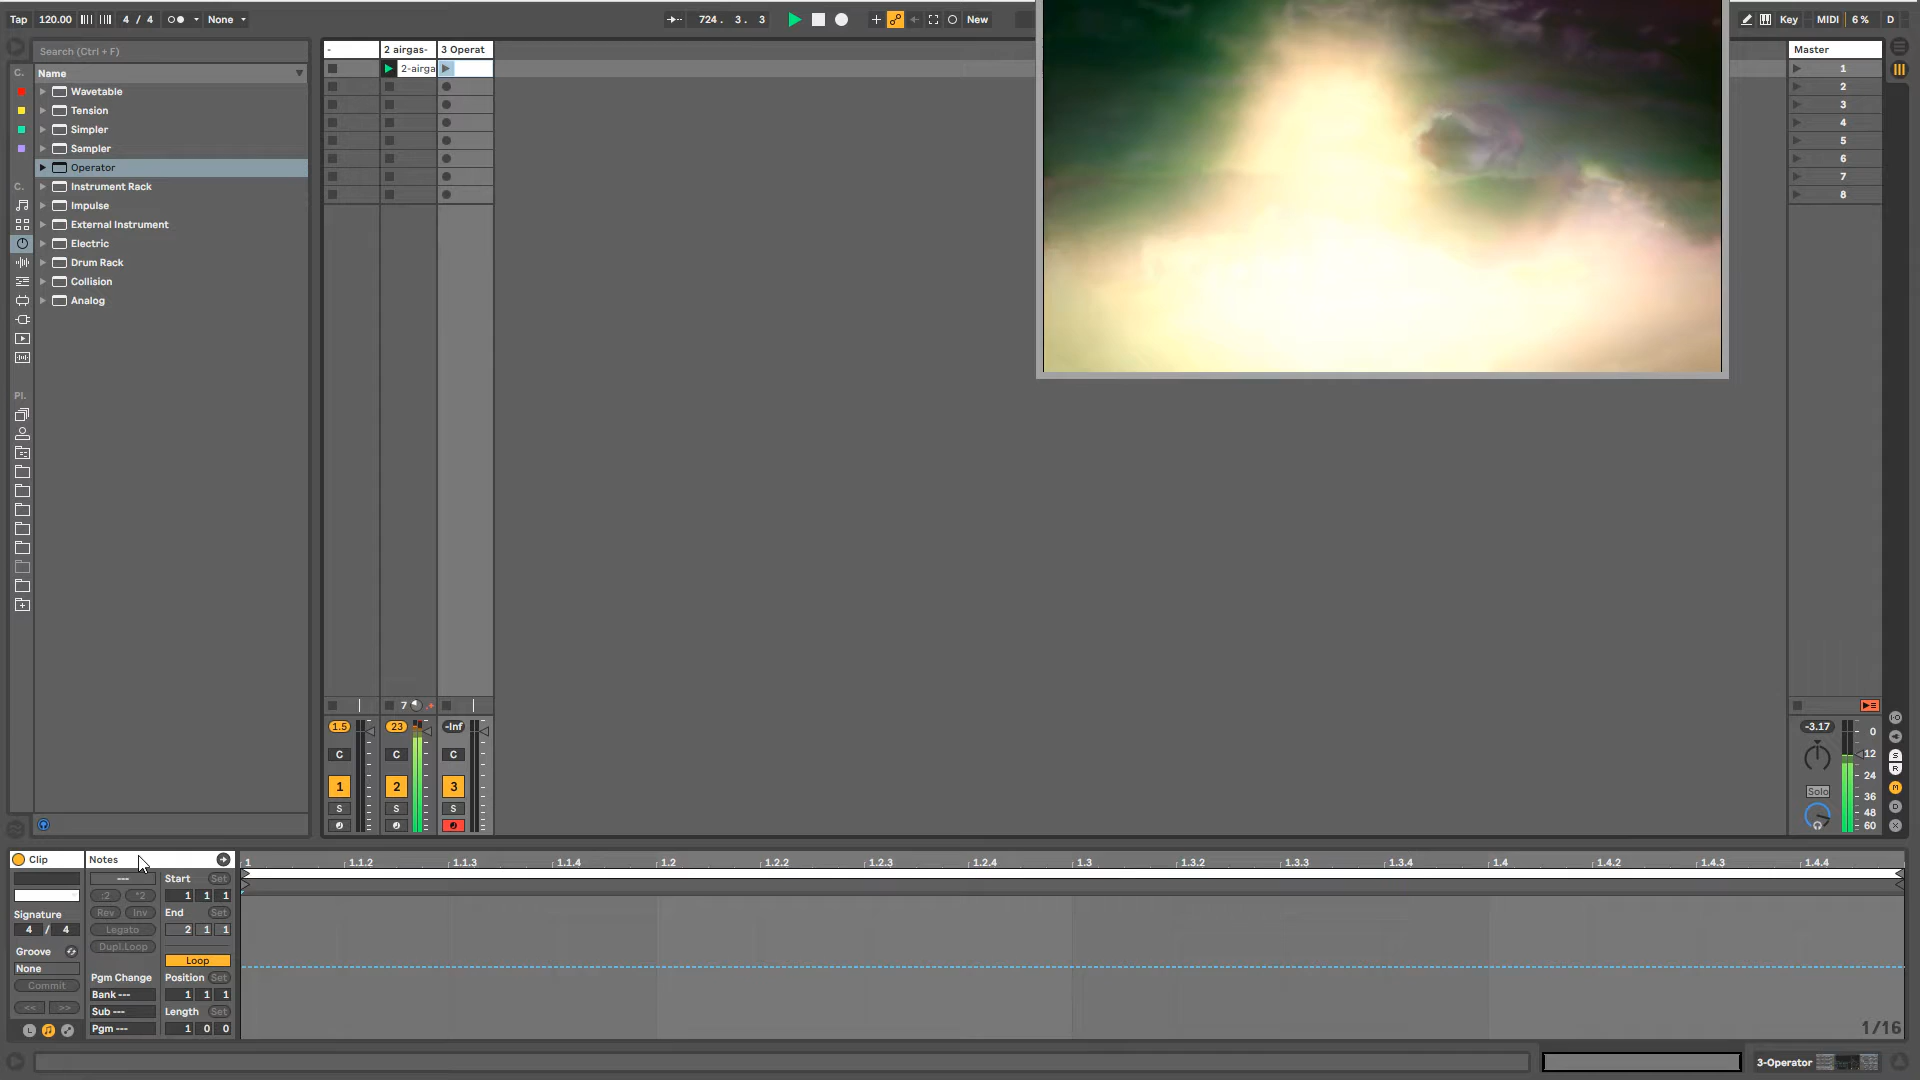 Tap 120.00 4 / 4 None 724. 3. 3 New Key MIDI 6 % D
Search (Ctrl + F)
- 2 airgas- 3 Operat Master
C. Name 2-airga 1
Wavetable 2
Tension 3
Simpler 4
Sampler 5
Operator 6
C. Instrument Rack 7
Impulse 8
External Instrument
Electric
Drum Rack
Collision
Analog
Pl.
7
1.5 23 -Inf -3.17 0
C C C 12
24
1 2 3 Solo 36
S S S 48
60
S
R
M
D
X
Clip Notes 1 1.1.2 1.1.3 1.1.4 1.2 1.2.2 1.2.3 1.2.4 1.3 1.3.2 1.3.3 1.3.4 1.4 1.4.2 1.4.3 1.4.4
--- Start Set
:2 *2 1 1 1
Signature Rev Inv End Set
4 / 4 Legato 2 1 1
Groove Dupl.Loop Loop
None Pgm Change Position Set
Commit Bank --- 1 1 1
<< >> Sub --- Length Set
L Pgm --- 1 0 0
1/16
3-Operator